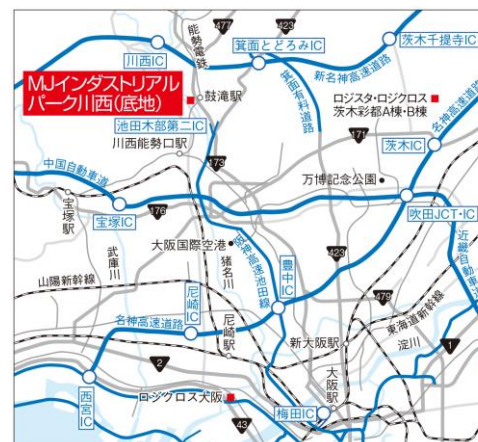 477
423
能勢電鉄
川西IC
箕面とどろみIC
茨木千提寺IC
新名神高速道路
MJインダストリアル
パーク川西(底地)
鼓滝駅
箕面有料道路
ロジスタ・ロジクロス
茨木彩都A棟・B棟
名神高速道路
池田木部第二IC
川西能勢口駅
171
茨木IC
173
中国自動車道
万博記念公園
宝塚駅
宝塚IC
176
吹田JCT・IC
大阪国際空港
猪名川
阪神高速池田線
423
近畿自動車道
武庫川
山陽新幹線
尼崎IC
豊中IC
479
東海道新幹線
名神高速道路
尼崎駅
新大阪駅
淀川
1
2
大阪駅
西宮IC
ロジクロス大阪
43
梅田IC